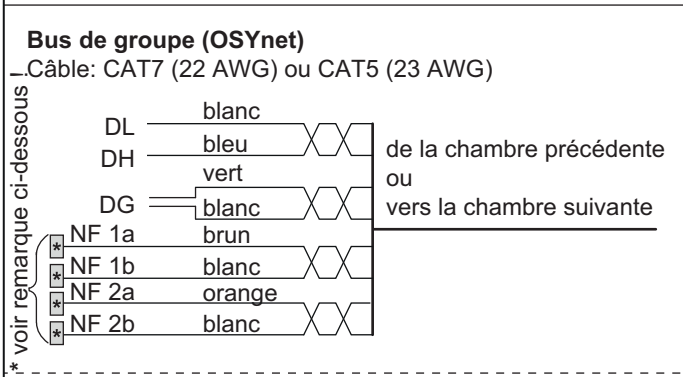 Bus de groupe (OSYnet)
Câble: CAT7 (22 AWG) ou CAT5 (23 AWG)
* voir remarque ci-dessous !
DL blanc
DH bleu
vert
DG blanc
* NF 1a brun
* NF 1b blanc
* NF 2a orange
* NF 2b blanc
de la chambre précédente
ou
vers la chambre suivante